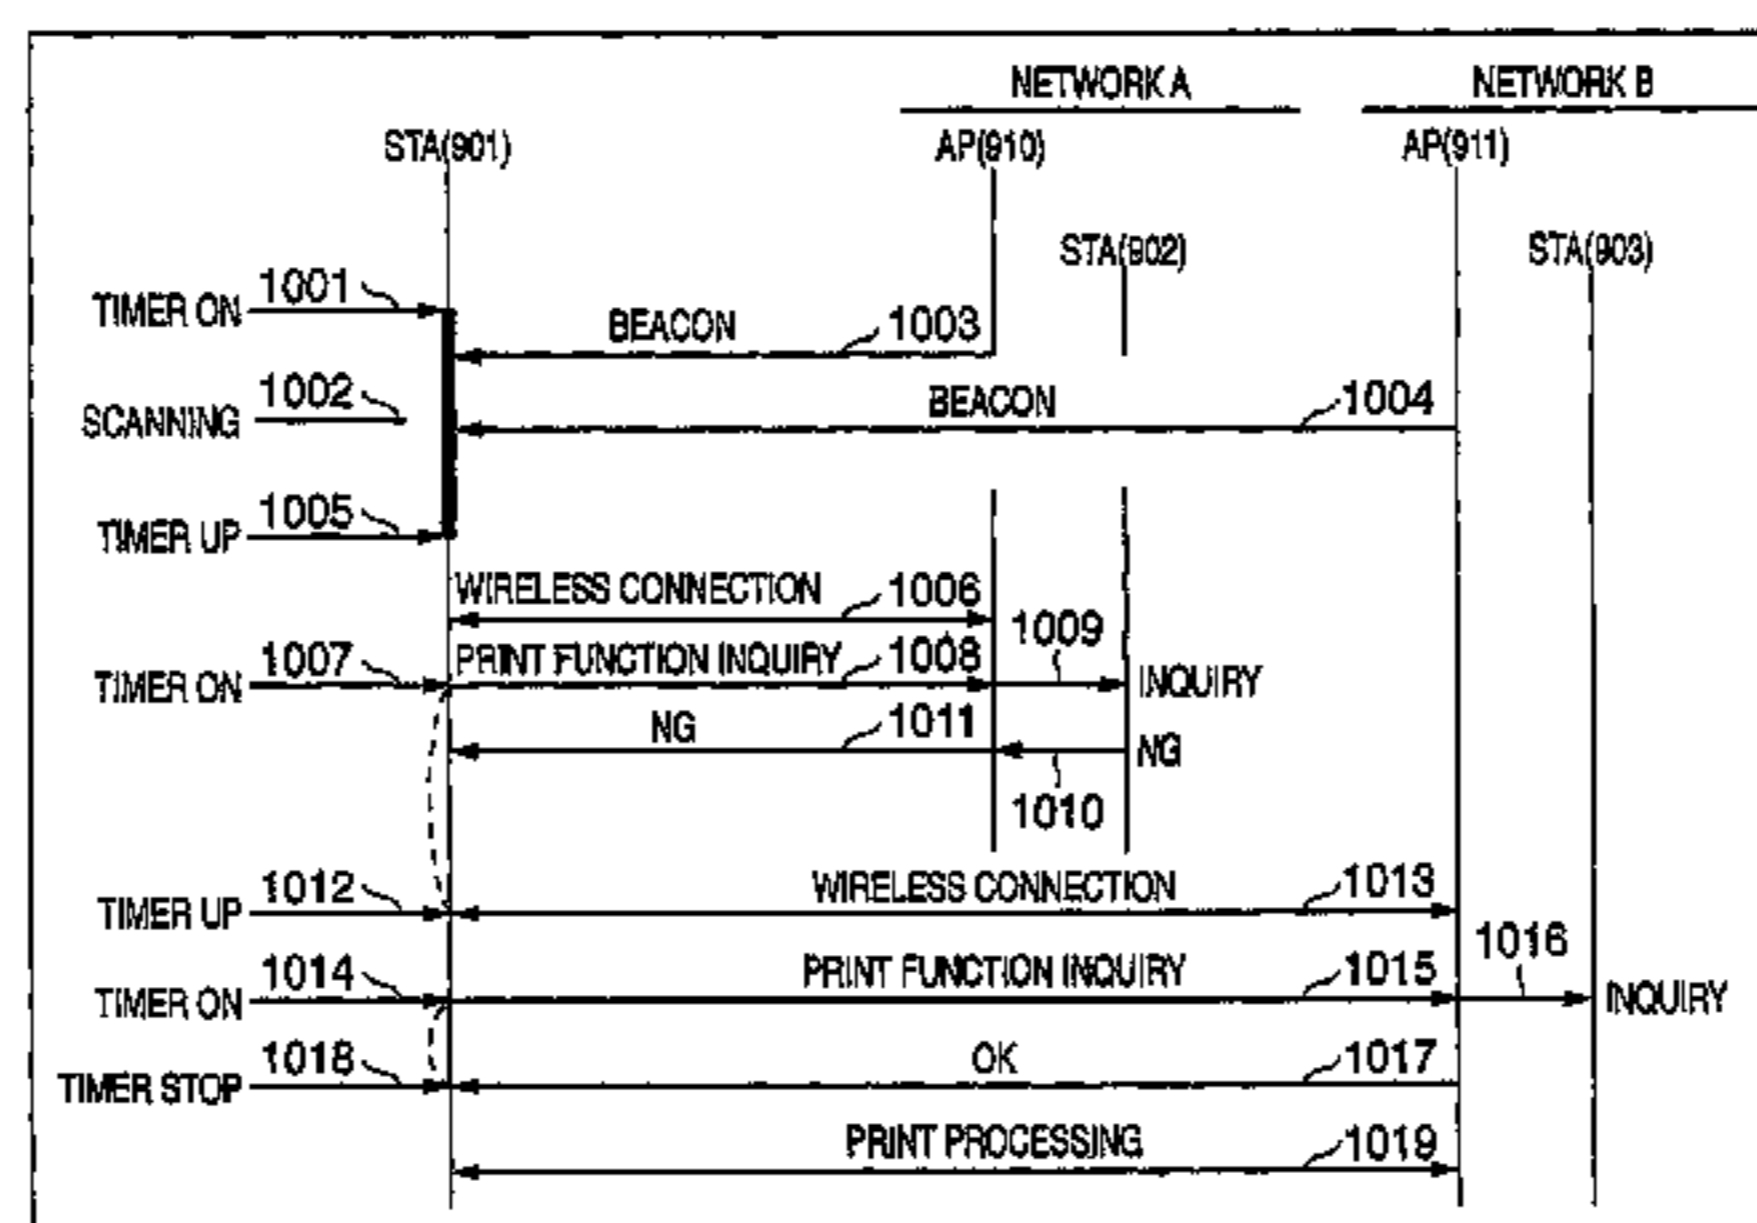 NETWORK A NETWORK B
STA(901) AP(910) AP(911)
STA(902) STA(903)
TIMER ON 1001
BEACON 1003
SCANNING 1002
BEACON 1004
TIMER UP 1005
WIRELESS CONNECTION 1006
1009
TIMER ON 1007 PRINT FUNCTION INQUIRY 1008 INQUIRY
NG 1011 NG
1010
TIMER UP 1012 WIRELESS CONNECTION 1013
1016
TIMER ON 1014 PRINT FUNCTION INQUIRY 1015 INQUIRY
TIMER STOP 1018 OK 1017
PRINT PROCESSING 1019